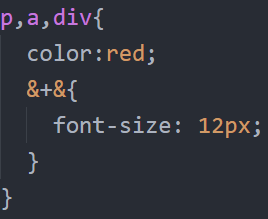 p,a,div{
  color:red;
  &+&{
    font-size: 12px;
  }
}